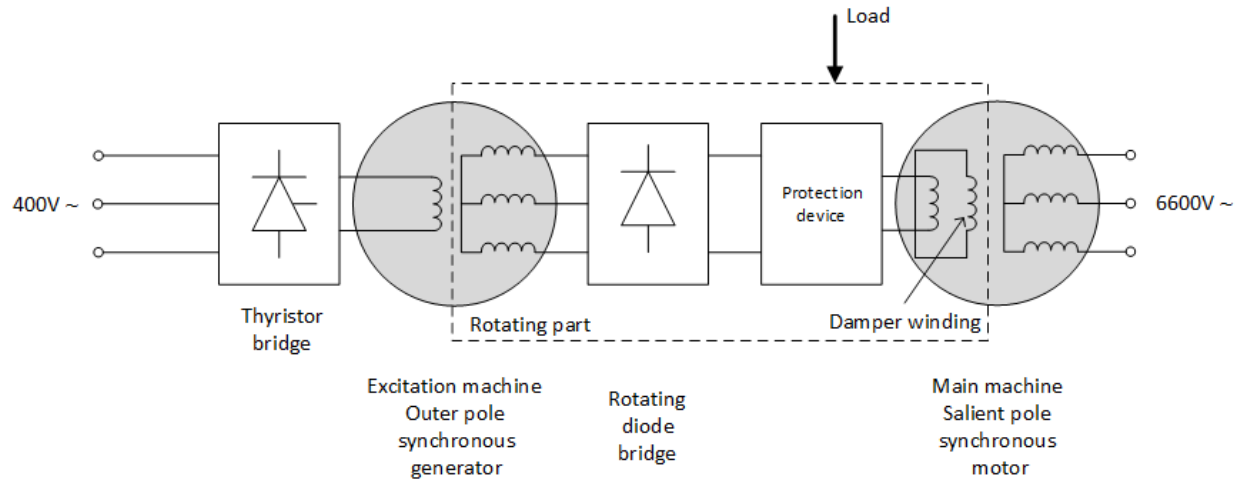 Load
400V ~
Protection
device
6600V ~
Thyristor
bridge
Rotating part
Damper winding
Excitation machine
Outer pole
synchronous
generator
Rotating
diode
bridge
Main machine
Salient pole
synchronous
motor